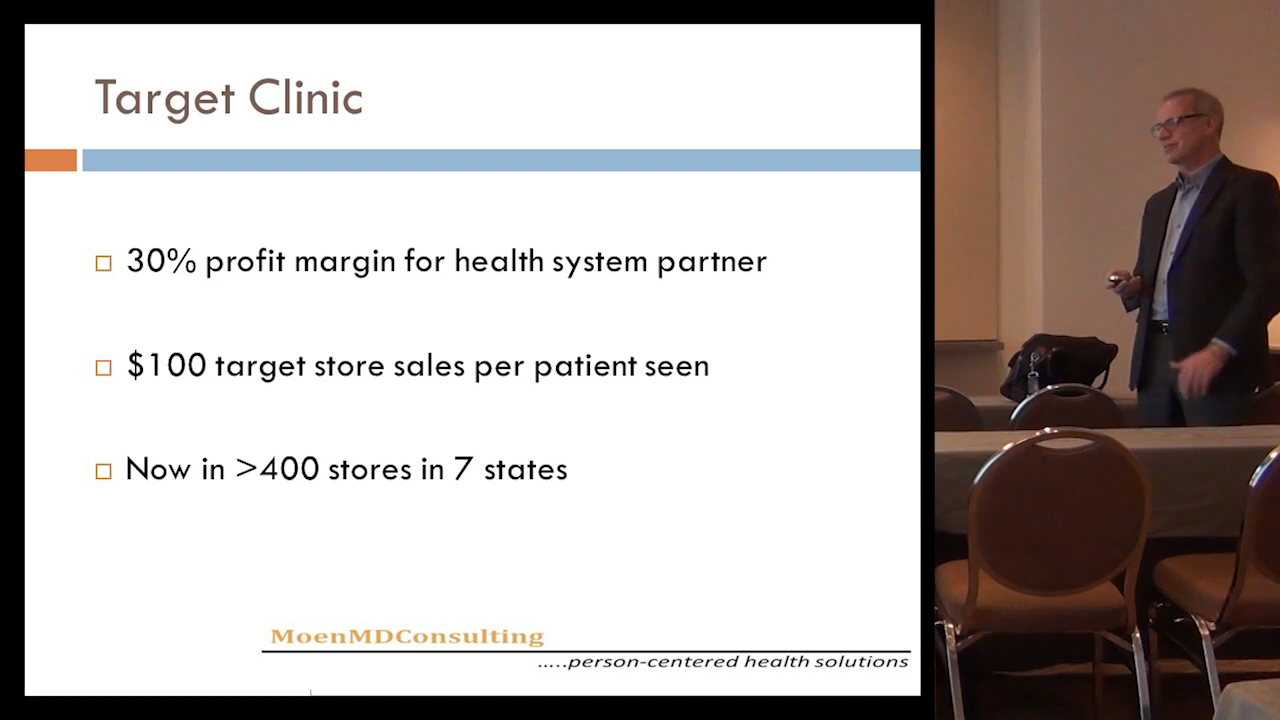 Target Clinic
30% profit margin for health system partner
$100 target store sales per patient seen
Now in >400 stores in 7 states
MoenMDConsulting
.....person-centered health solutions